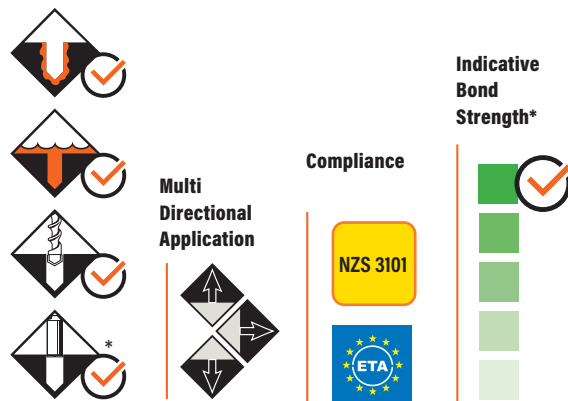 *
Multi
Directional
Application
Compliance
NZS 3101
ETA
Indicative
Bond
Strength*